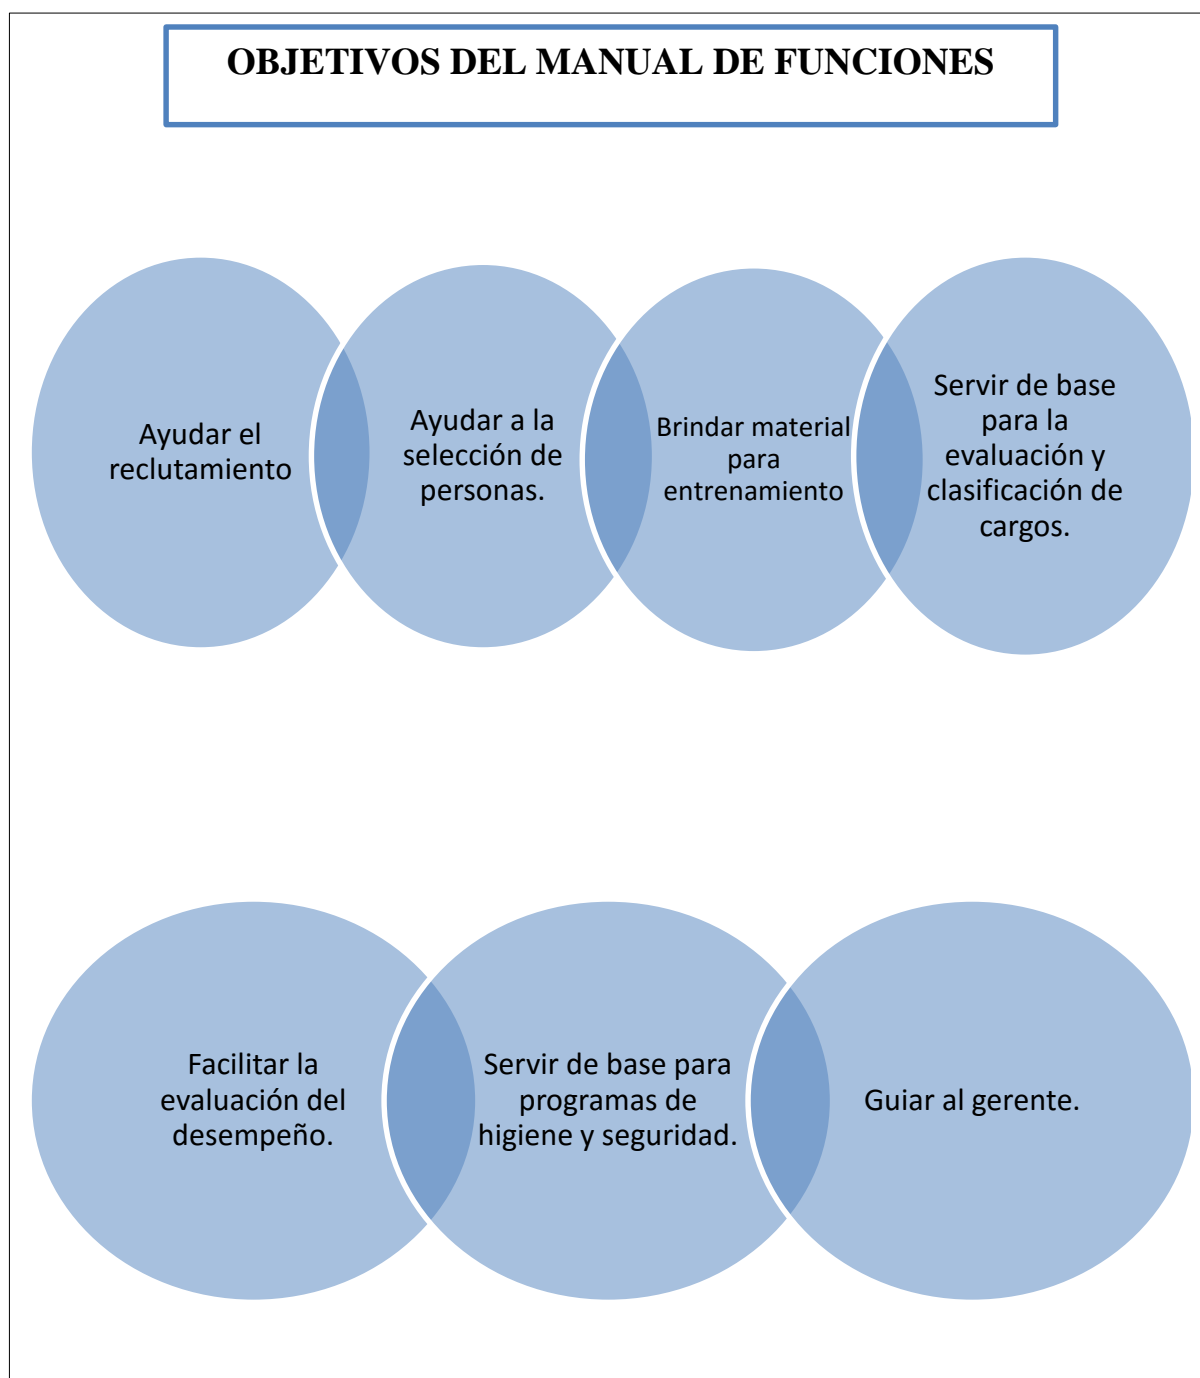 OBJETIVOS DEL MANUAL DE FUNCIONES
Ayudar el
reclutamiento
Ayudar a la
selección de
personas.
Brindar material
para
entrenamiento
Servir de base
para la
evaluación y
clasificación de
cargos.
Facilitar la
evaluación del
desempeño.
Servir de base para
programas de
higiene y seguridad.
Guiar al gerente.